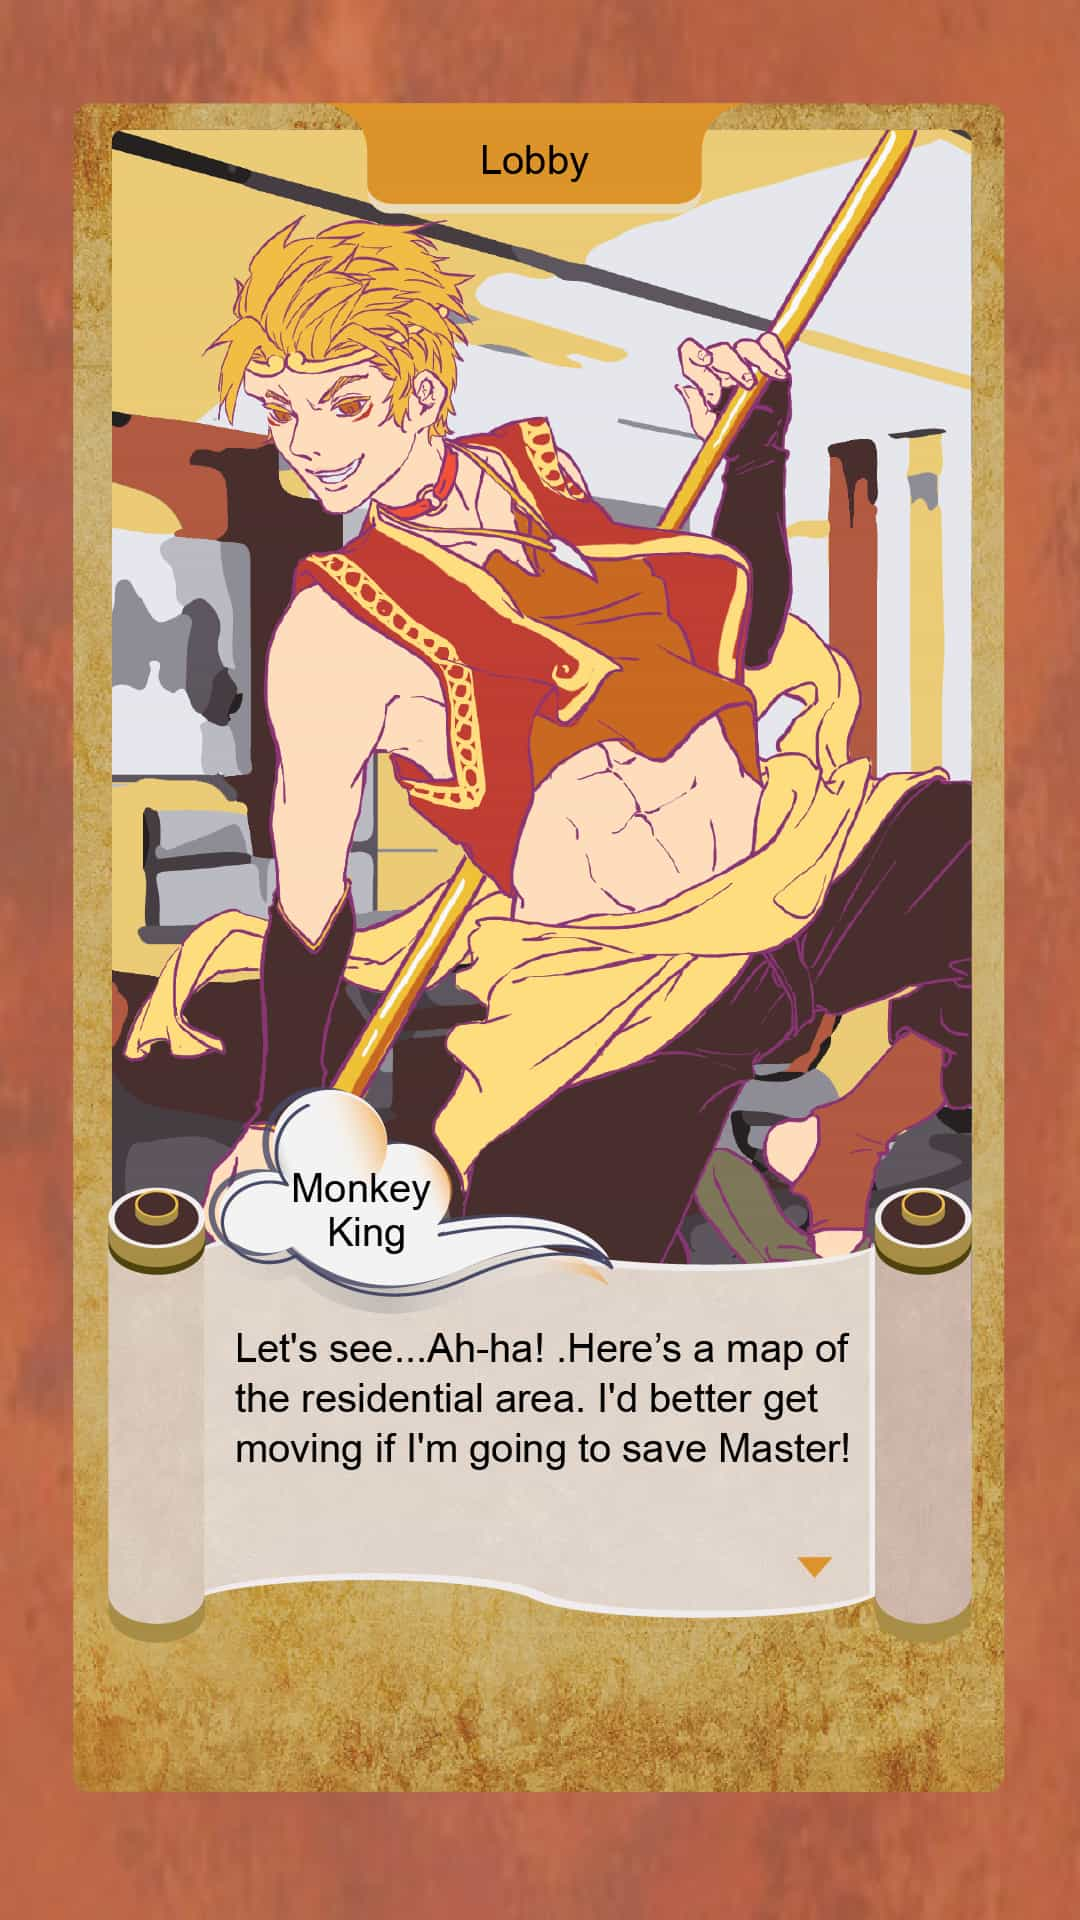 Lobby
Monkey
King
Let's see...Ah-ha! .Here’s a map of
the residential area. I'd better get
moving if I'm going to save Master!